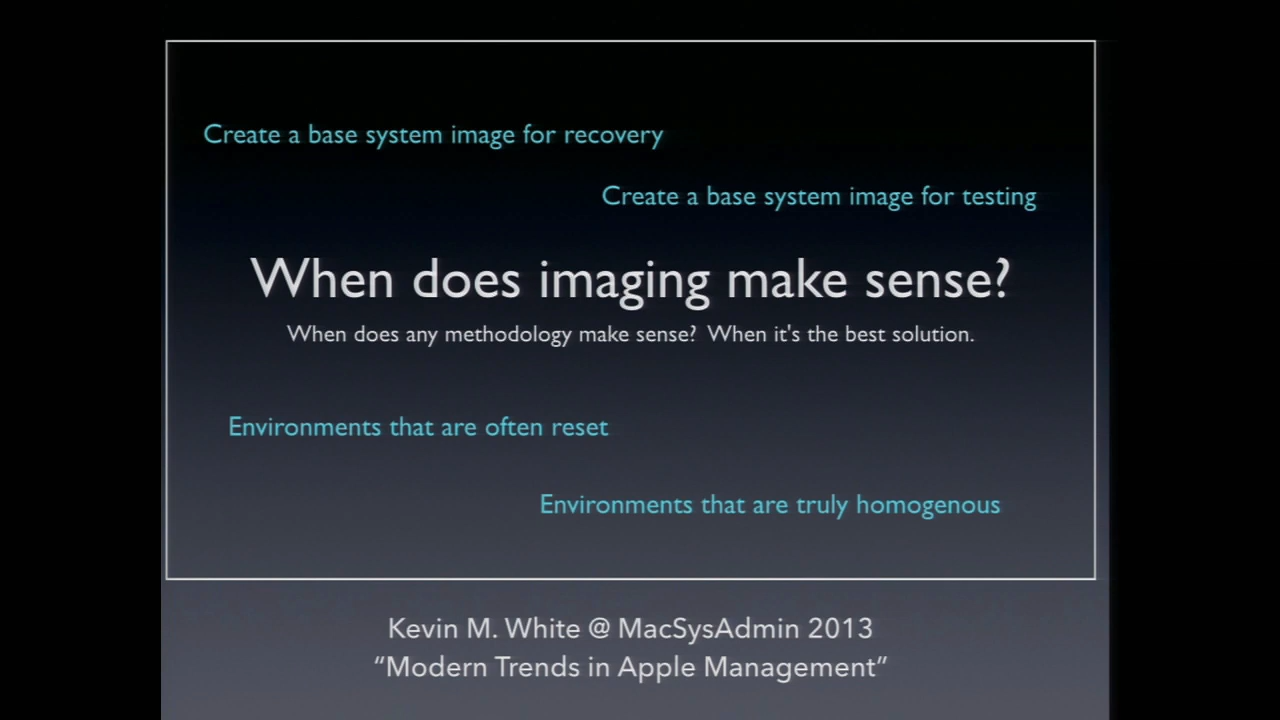 Create a base system image for recovery
Create a base system image for testing
When does imaging make sense?
When does any methodology make sense? When it's the best solution.
Environments that are often reset
Environments that are truly homogenous
Kevin M. White @ MacSysAdmin 2013
“Modern Trends in Apple Management”